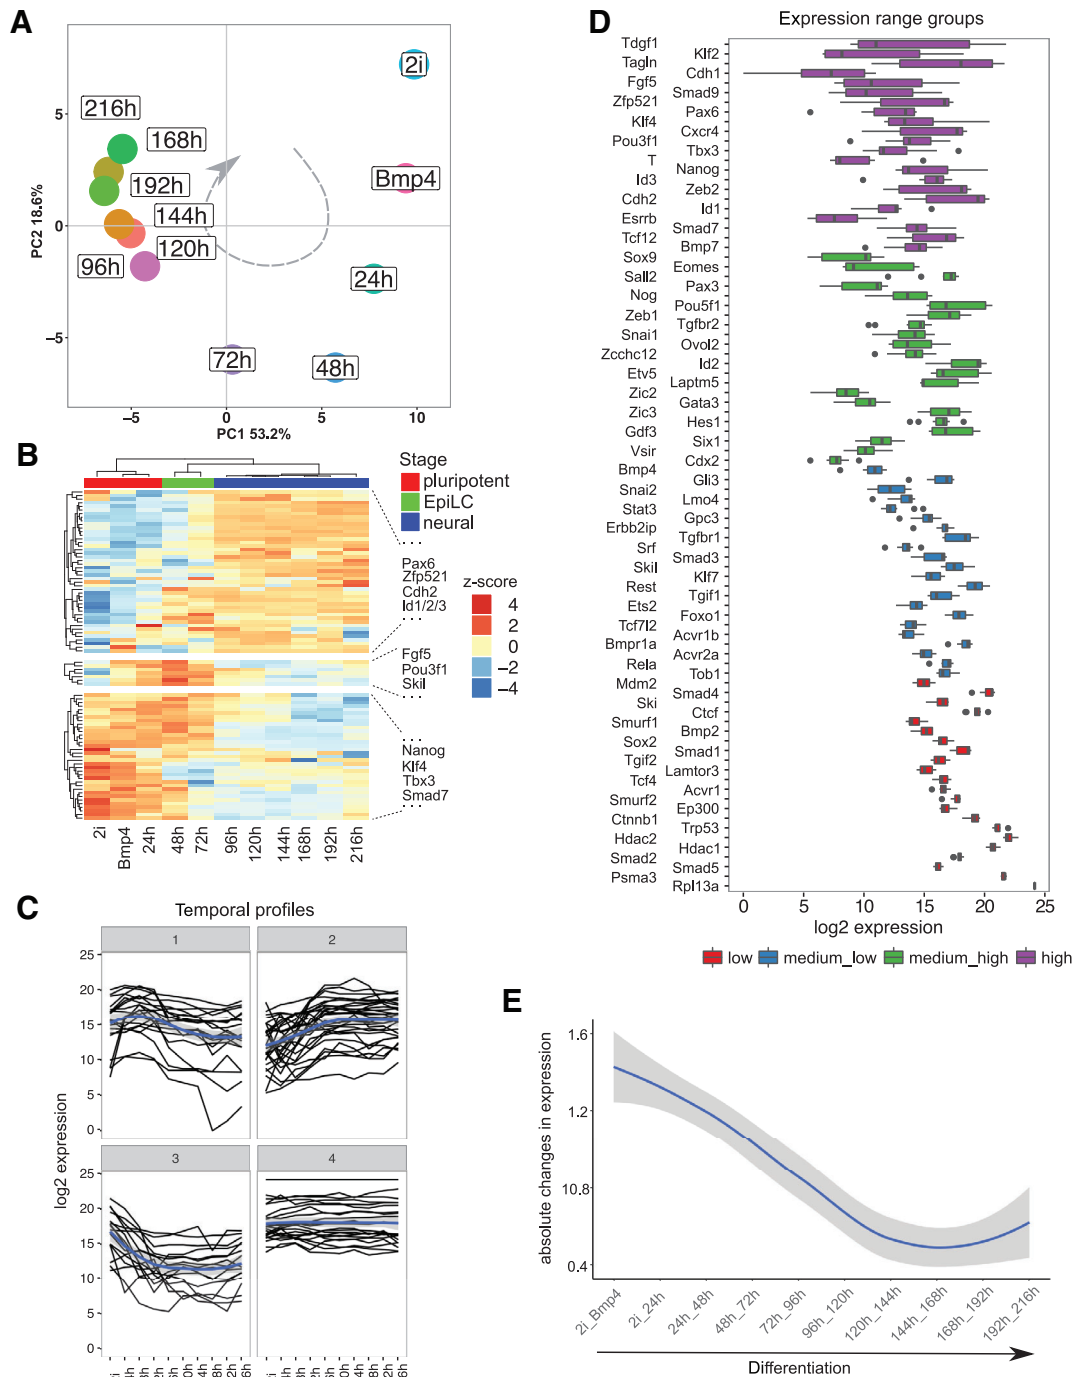 A
2i
216h
168h
Bmp4
192h
144h
120h
96h
24h
72h
48h
5
0
−5
PC2 18.6%
−5
0
5
10
PC1 53.2%
B
Stage
pluripotent
EpiLC
neural
. . .
Pax6
Zfp521
Cdh2
Id1/2/3
. . .
Fgf5
Pou3f1
Skil
. . .
Nanog
Klf4
Tbx3
Smad7
. . .
z-score
4
2
0
−2
−4
2i
Bmp4
24h
48h
72h
96h
120h
144h
168h
192h
216h
C
Temporal profiles
1
2
25
20
15
10
5
0
3
4
25
20
15
10
5
0
log2 expression
D
Expression range groups
Tdgf1
Klf2
Tagln
Cdh1
Fgf5
Smad9
Zfp521
Pax6
Klf4
Cxcr4
Pou3f1
Tbx3
T
Nanog
Id3
Zeb2
Cdh2
Id1
Esrrb
Smad7
Tcf12
Bmp7
Sox9
Eomes
Sall2
Pax3
Nog
Pou5f1
Zeb1
Tgfbr2
Snai1
Ovol2
Zcchc12
Id2
Etv5
Laptm5
Zic2
Gata3
Zic3
Hes1
Gdf3
Six1
Vsir
Cdx2
Bmp4
Gli3
Snai2
Lmo4
Stat3
Gpc3
Erbb2ip
Tgfbr1
Srf
Smad3
Skil
Klf7
Rest
Tgif1
Ets2
Foxo1
Tcf7l2
Acvr1b
Bmpr1a
Acvr2a
Rela
Tob1
Mdm2
Smad4
Ski
Ctcf
Smurf1
Bmp2
Sox2
Smad1
Tgif2
Lamtor3
Tcf4
Acvr1
Smurf2
Ep300
Ctnnb1
Trp53
Hdac2
Hdac1
Smad2
Smad5
Psma3
Rpl13a
0
5
10
15
20
25
log2 expression
low
medium_low
medium_high
high
E
1.6
1.2
10.8
0.4
absolute changes in expression
2i_Bmp4
2i_24h
24h_48h
48h_72h
72h_96h
96h_120h
120h_144h
144h_168h
168h_192h
192h_216h
Differentiation